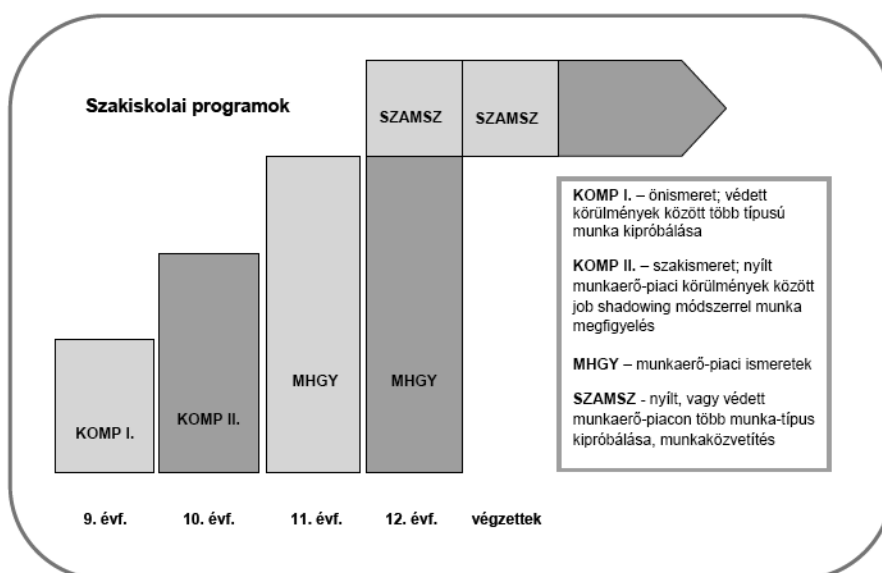 Szakiskolai programok
SZAMSZ
SZAMSZ
KOMP I.
KOMP II.
MHGY
MHGY
9. évf.
10. évf.
11. évf.
12. évf.
végzettek
KOMP I. – önismeret; védett
körülmények között több típusú
munka kipróbálása
KOMP II. – szakismeret; nyílt
munkaerő-piaci körülmények között
job shadowing módszerrel munka
megfigyelés
MHGY – munkaerő-piaci ismeretek
SZAMSZ - nyílt, vagy védett
munkaerő-piacon több munka-típus
kipróbálása, munkaközvetítés